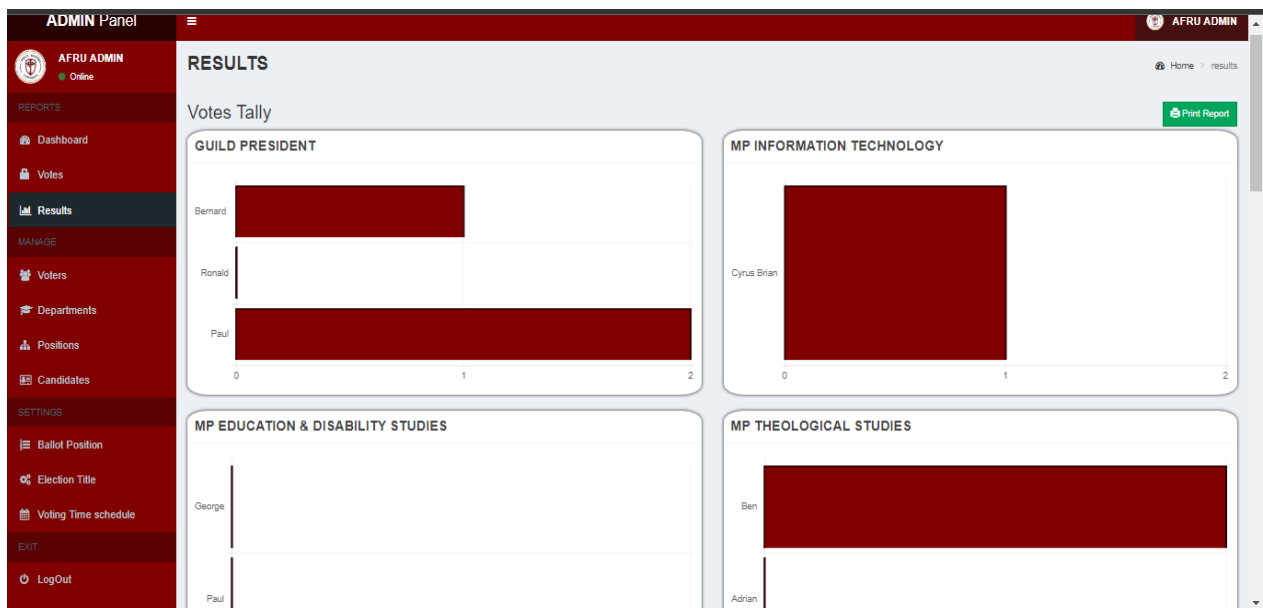 ADMIN Panel
AFRU ADMIN
AFRU ADMIN
Online
REPORTS
Dashboard
Votes
Results
MANAGE
Voters
Departments
Positions
Candidates
SETTINGS
Ballot Position
Election Title
Voting Time schedule
EXIT
LogOut
RESULTS
Home > results
Votes Tally
Print Report
GUILD PRESIDENT
Bernard
Ronald
Paul
0 1 2
MP INFORMATION TECHNOLOGY
Cyrus Brian
0 1 2
MP EDUCATION & DISABILITY STUDIES
George
Paul
MP THEOLOGICAL STUDIES
Ben
Adrian